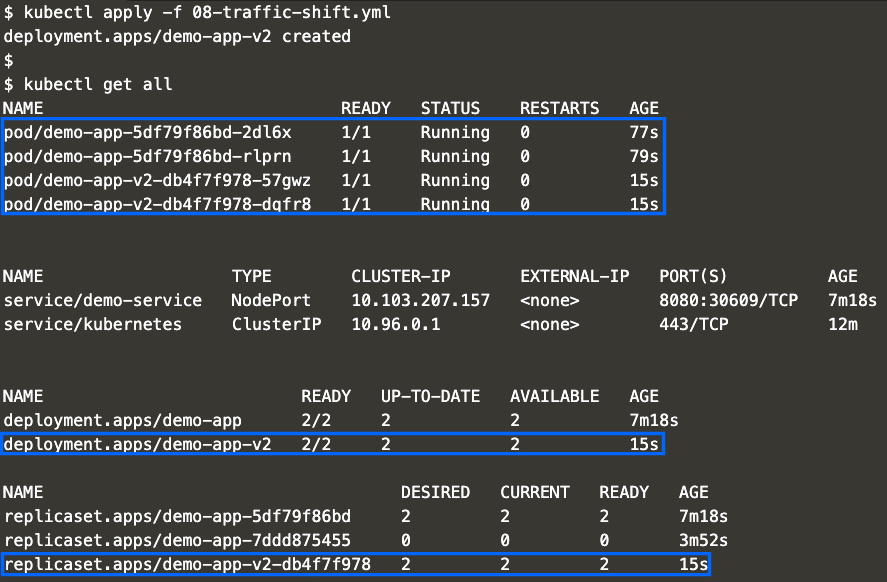 $ kubectl apply -f 08-traffic-shift.yml
deployment.apps/demo-app-v2 created
$
$ kubectl get all
NAME READY STATUS RESTARTS AGE
pod/demo-app-5df79f86bd-2dl6x 1/1 Running 0 77s
pod/demo-app-5df79f86bd-rlprn 1/1 Running 0 79s
pod/demo-app-v2-db4f7f978-57gwz 1/1 Running 0 15s
pod/demo-app-v2-db4f7f978-dqfr8 1/1 Running 0 15s
NAME TYPE CLUSTER-IP EXTERNAL-IP PORT(S) AGE
service/demo-service NodePort 10.103.207.157 <none> 8080:30609/TCP 7m18s
service/kubernetes ClusterIP 10.96.0.1 <none> 443/TCP 12m
NAME READY UP-TO-DATE AVAILABLE AGE
deployment.apps/demo-app 2/2 2 2 7m18s
deployment.apps/demo-app-v2 2/2 2 2 15s
NAME DESIRED CURRENT READY AGE
replicaset.apps/demo-app-5df79f86bd 2 2 2 7m18s
replicaset.apps/demo-app-7ddd875455 0 0 0 3m52s
replicaset.apps/demo-app-v2-db4f7f978 2 2 2 15s